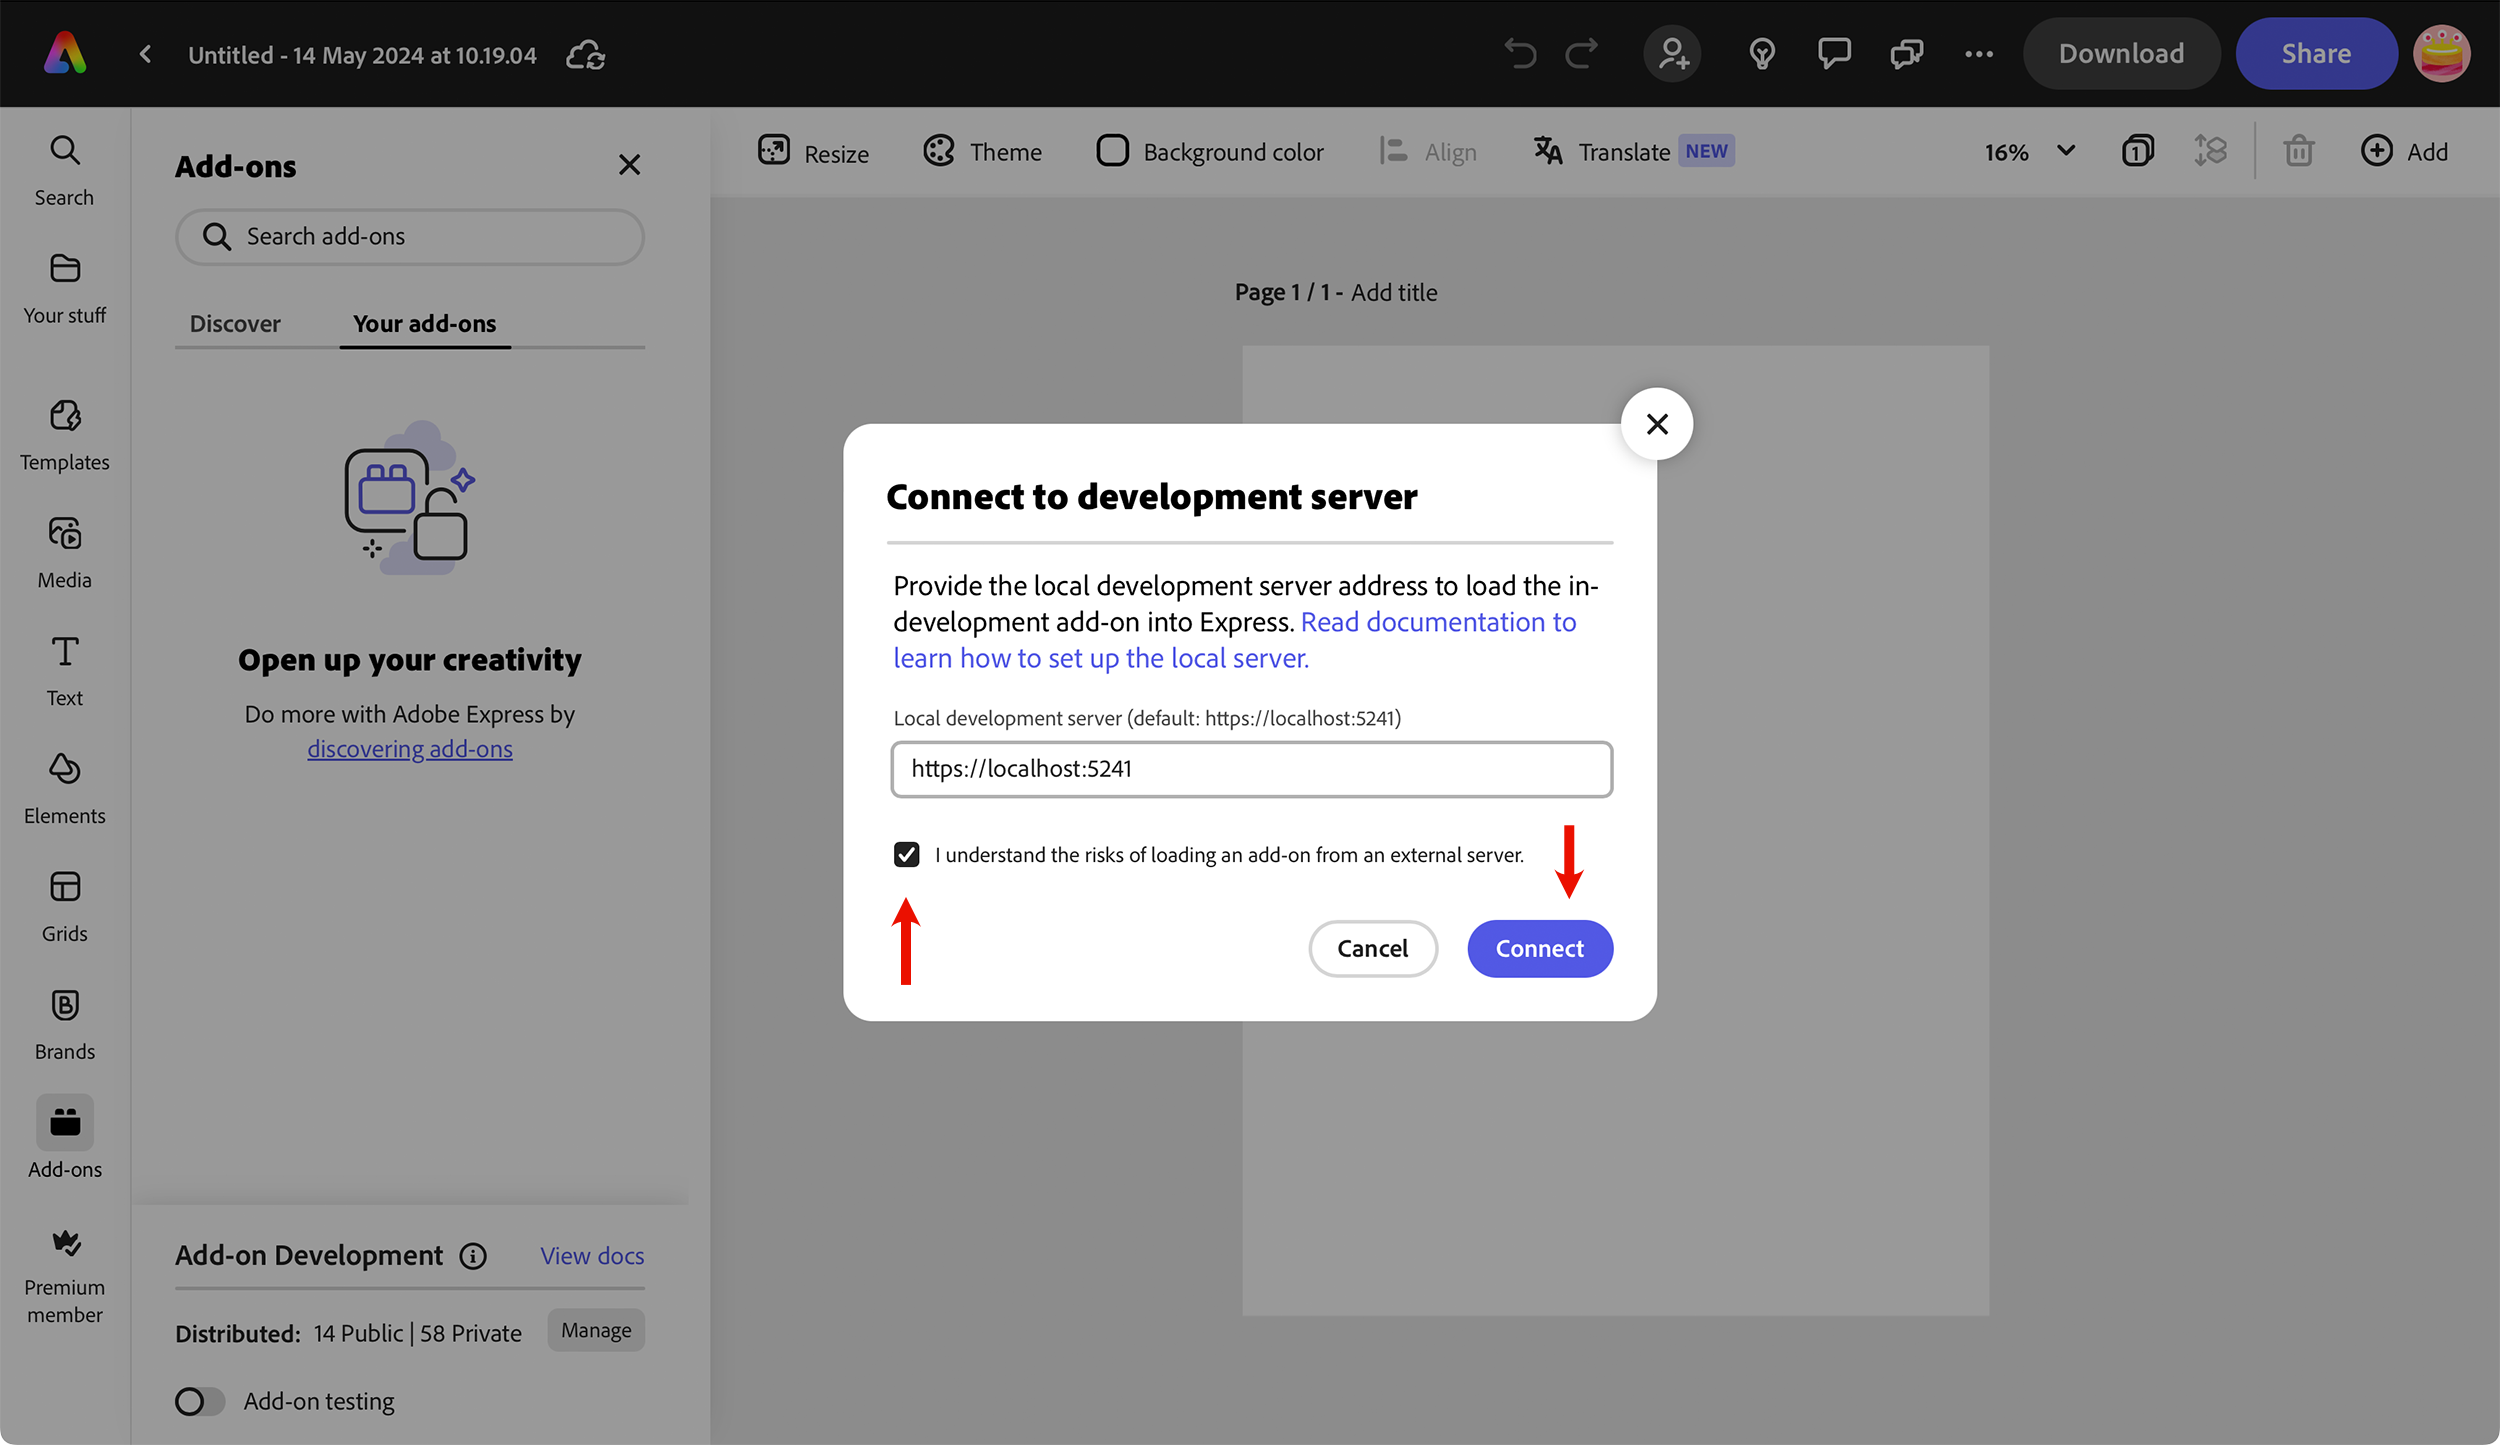 Untitled - 14 May 2024 at 10.19.04
Download
Share
Search
Your stuff
Templates
Media
Text
Elements
Grids
Brands
Add-ons
Premium
member
Add-ons
Search add-ons
Discover
Your add-ons
Open up your creativity
Do more with Adobe Express by
discovering add-ons
Add-on Development
View docs
Distributed: 14 Public | 58 Private
Manage
Add-on testing
Resize
Theme
Background color
Align
Translate NEW
16%
1
Add
Page 1 / 1 - Add title
Connect to development server
Provide the local development server address to load the in-
development add-on into Express. Read documentation to
learn how to set up the local server.
Local development server (default: https://localhost:5241)
https://localhost:5241
I understand the risks of loading an add-on from an external server.
Cancel
Connect